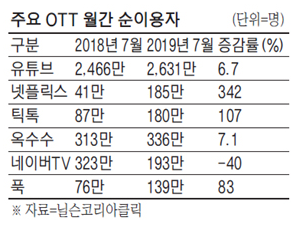 주요 OTT 월간 순이용자 (단위=명)
구분 2018년 7월 2019년 7월 증감률 (%)
유튜브 2,466만 2,631만 6.7
넷플릭스 41만 185만 342
틱톡 87만 180만 107
옥수수 313만 336만 7.1
네이버TV 323만 193만 -40
푹 76만 139만 83
※ 자료=닐슨코리아클릭